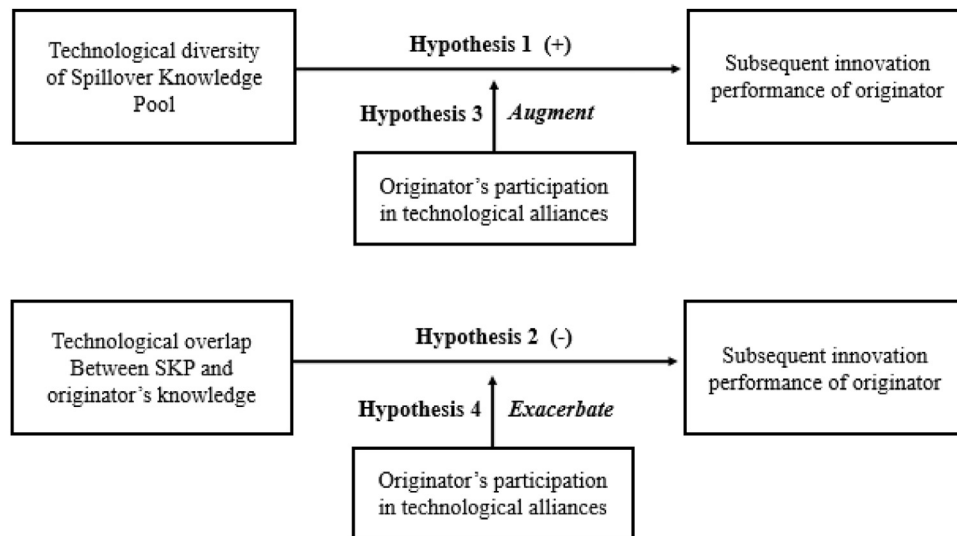 Technological diversity
of Spillover Knowledge
Pool
Hypothesis 1 (+)
Subsequent innovation
performance of originator
Hypothesis 3 Augment
Originator’s participation
in technological alliances
Technological overlap
Between SKP and
originator’s knowledge
Hypothesis 2 (-)
Subsequent innovation
performance of originator
Hypothesis 4 Exacerbate
Originator’s participation
in technological alliances